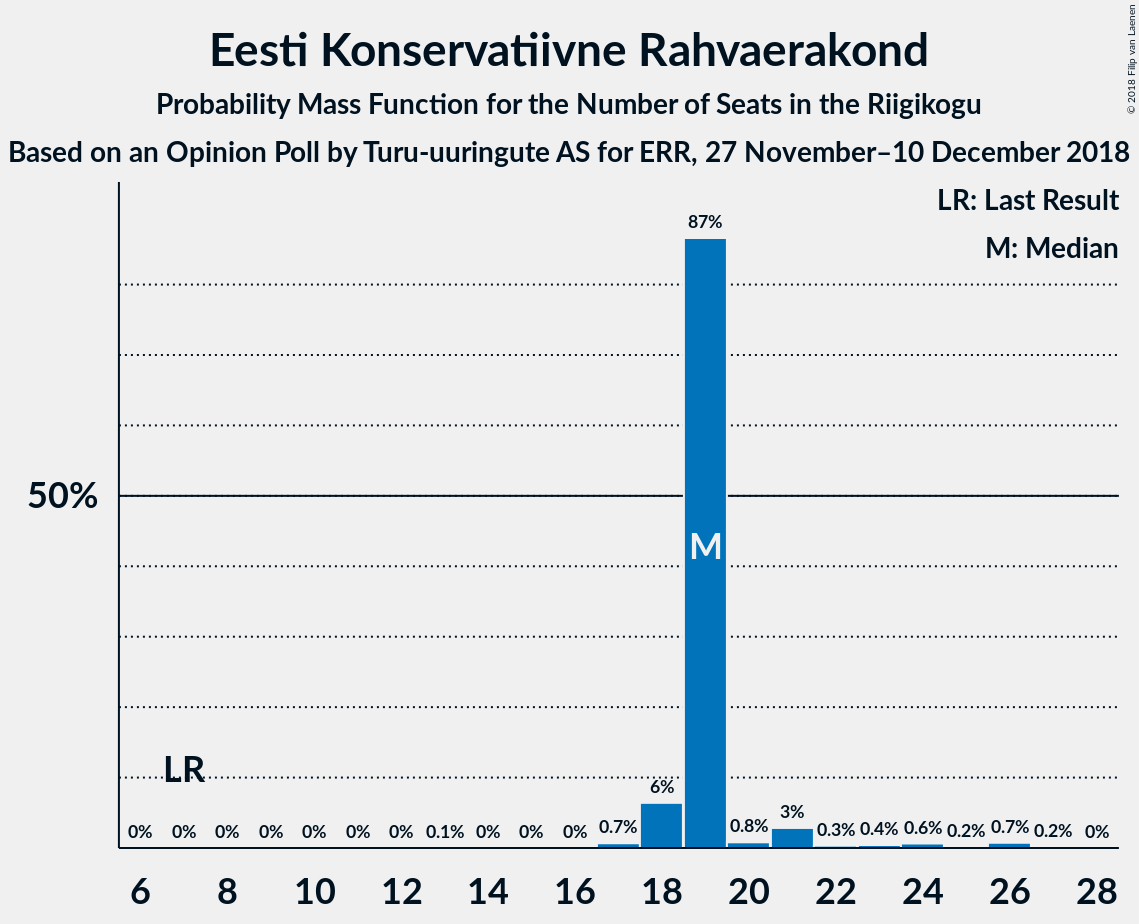 Eesti Konservatiivne Rahvaerakond
Probability Mass Function for the Number of Seats in the Riigikogu
Based on an Opinion Poll by Turu-uuringute AS for ERR, 27 November–10 December 2018
© 2018 Filip van Laenen
LR: Last Result
M: Median
87%
50%
M
LR
6%
0% 0% 0% 0% 0% 0% 0% 0.1% 0% 0% 0% 0.7% 0.8% 3% 0.3% 0.4% 0.6% 0.2% 0.7% 0.2% 0%
6 8 10 12 14 16 18 20 22 24 26 28